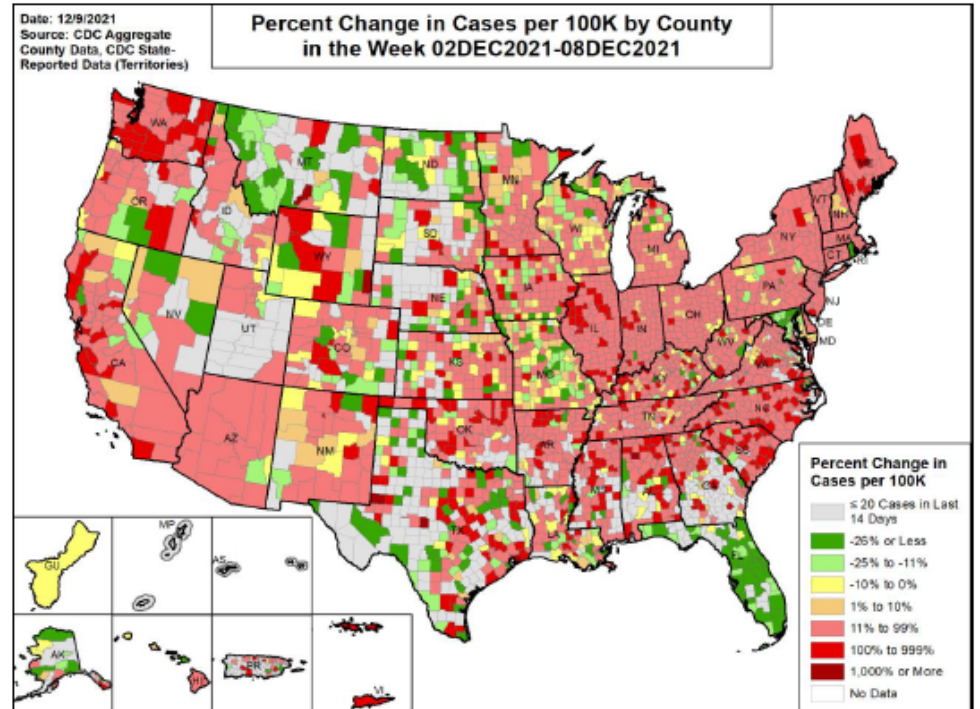 Date: 12/9/2021
Source: CDC Aggregate
County Data, CDC State-
Reported Data (Territories)
Percent Change in Cases per 100K by County
in the Week 02DEC2021-08DEC2021
WA
MT
ND
MN
ME
OR
ID
SD
WI
MI
VT
NH
NY
MA
CT
RI
WY
NE
IA
PA
NJ
NV
UT
CO
IL
IN
OH
DE
MD
WV
VA
CA
KS
MO
KY
AZ
NM
OK
AR
TN
NC
SC
TX
LA
MS
AL
GA
FL
GU
MP
AS
AK
HI
PR
VI
Percent Change in
Cases per 100K
≤ 20 Cases in Last
14 Days
-26% or Less
-25% to -11%
-10% to 0%
1% to 10%
11% to 99%
100% to 999%
1,000% or More
No Data